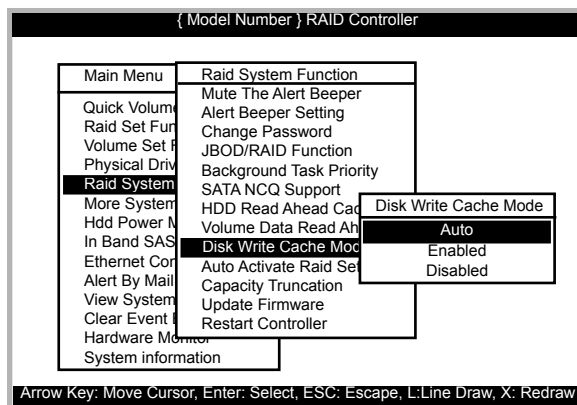 { Model Number } RAID Controller
Main Menu
Quick Volum
Raid Set Fun
Volume Set F
Physical Driv
Raid System
More System
Hdd Power M
In Band SAS
Ethernet Con
Alert By Mail
View System
Clear Event
Hardware Monitor
System information
Raid System Function
Mute The Alert Beeper
Alert Beeper Setting
Change Password
JBOD/RAID Function
Background Task Priority
SATA NCQ Support
HDD Read Ahead Cac
Volume Data Read Ah
Disk Write Cache Mod
Auto Activate Raid Set
Capacity Truncation
Update Firmware
Restart Controller
Disk Write Cache Mode
Auto
Enabled
Disabled
Arrow Key: Move Cursor, Enter: Select, ESC: Escape, L:Line Draw, X: Redraw